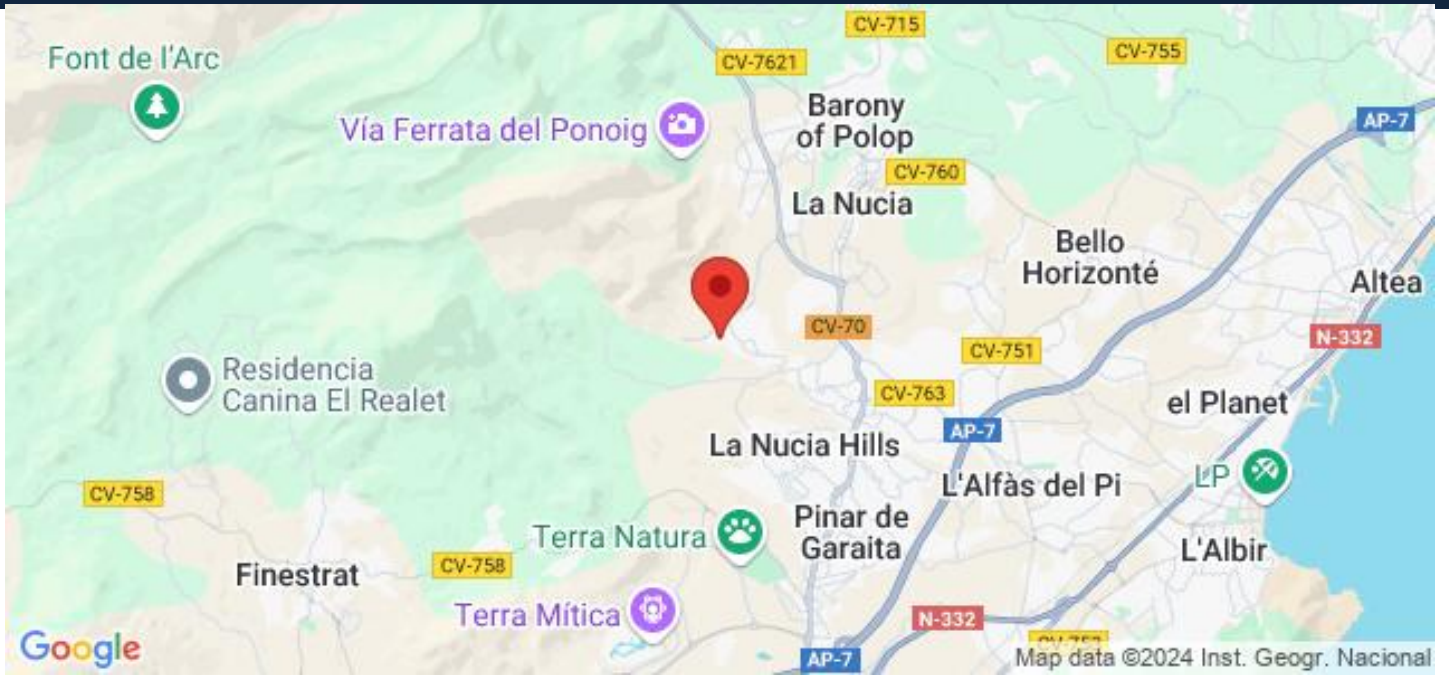 CV-715
Font de l'Arc
CV-7621
CV-755
Barony
of Polop
AP-7
Vía Ferrata del Ponoig
CV-760
La Nucia
Bello
Horizonté
Altea
CV-70
N-332
CV-751
Residencia
Canina El Realet
CV-763
el Planet
AP-7
La Nucia Hills
L'Alfàs del Pi
LP
CV-758
Pinar de
Garaita
Terra Natura
L'Albir
Finestrat
CV-758
Terra Mítica
N-332
Google
AP-7
Map data ©2024 Inst. Geogr. Nacional